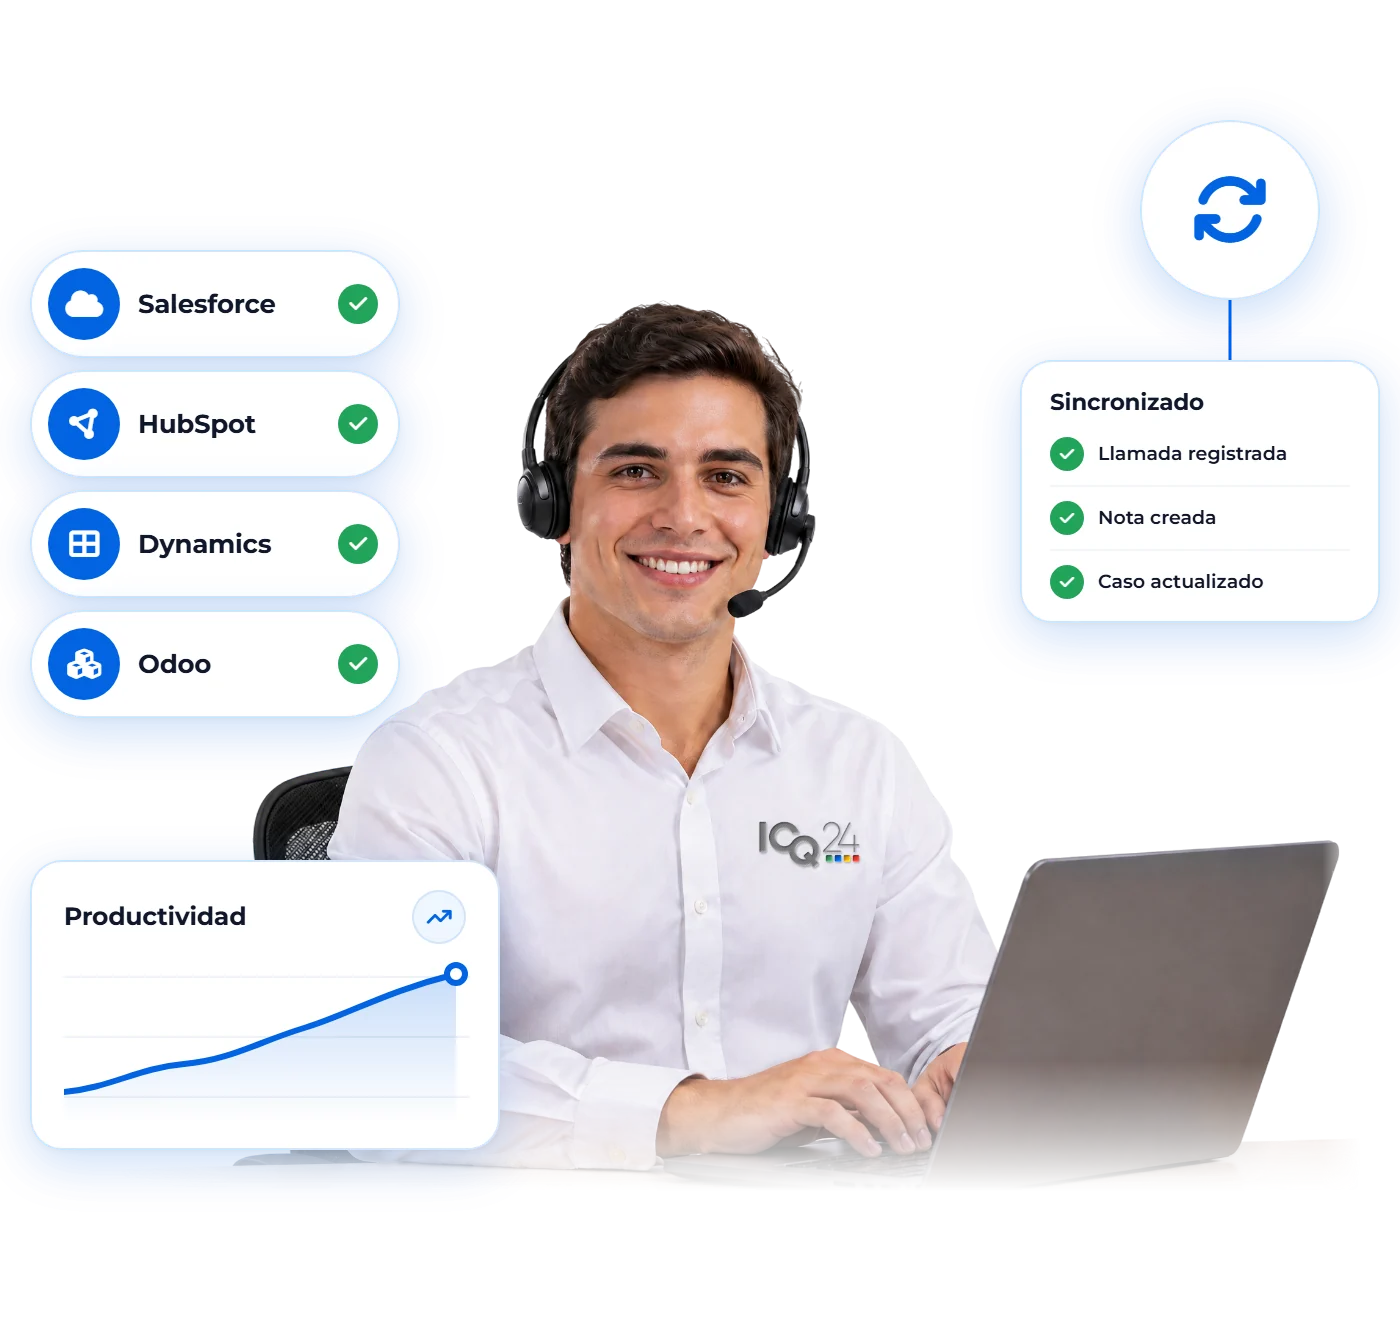 Salesforce
HubSpot
Dynamics
Odoo
Sincronizado
Llamada registrada
Nota creada
Caso actualizado
ICQ24
Productividad